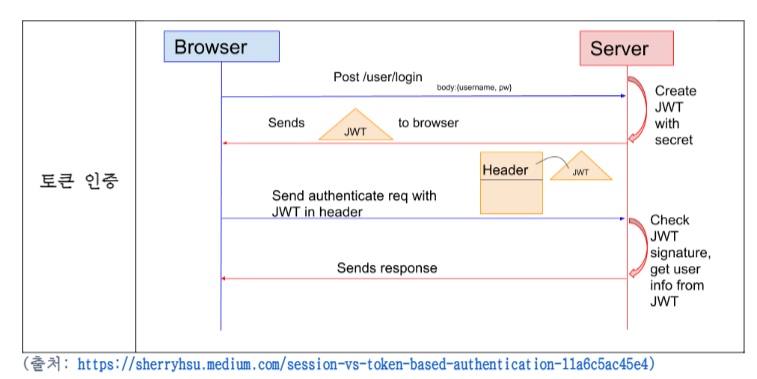 Browser
Server
Post /user/login
body:{username, pw}
Create
JWT
with
secret
Sends
JWT
to browser
토큰 인증
Header
JWT
Send authenticate req with
JWT in header
Check
JWT
signature,
get user
info from
JWT
Sends response
(출처: https://sherryhsu.medium.com/session-vs-token-based-authentication-11a6c5ac45e4)